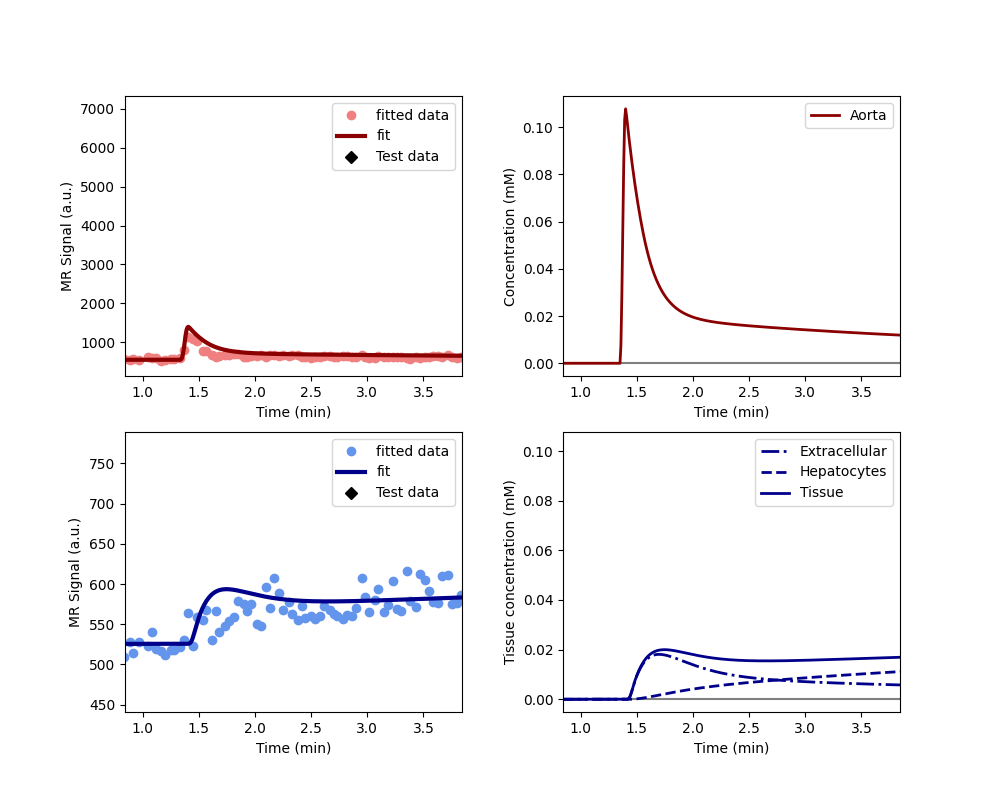 MR Signal (a.u.)
7000
6000
5000
4000
3000
2000
1000
fitted data
fit
Test data
1.0 1.5 2.0 2.5 3.0 3.5
Time (min)
Concentration (mM)
0.10
0.08
0.06
0.04
0.02
0.00
Aorta
1.0 1.5 2.0 2.5 3.0 3.5
Time (min)
MR Signal (a.u.)
750
700
650
600
550
500
450
fitted data
fit
Test data
1.0 1.5 2.0 2.5 3.0 3.5
Time (min)
Tissue concentration (mM)
0.10
0.08
0.06
0.04
0.02
0.00
Extracellular
Hepatocytes
Tissue
1.0 1.5 2.0 2.5 3.0 3.5
Time (min)